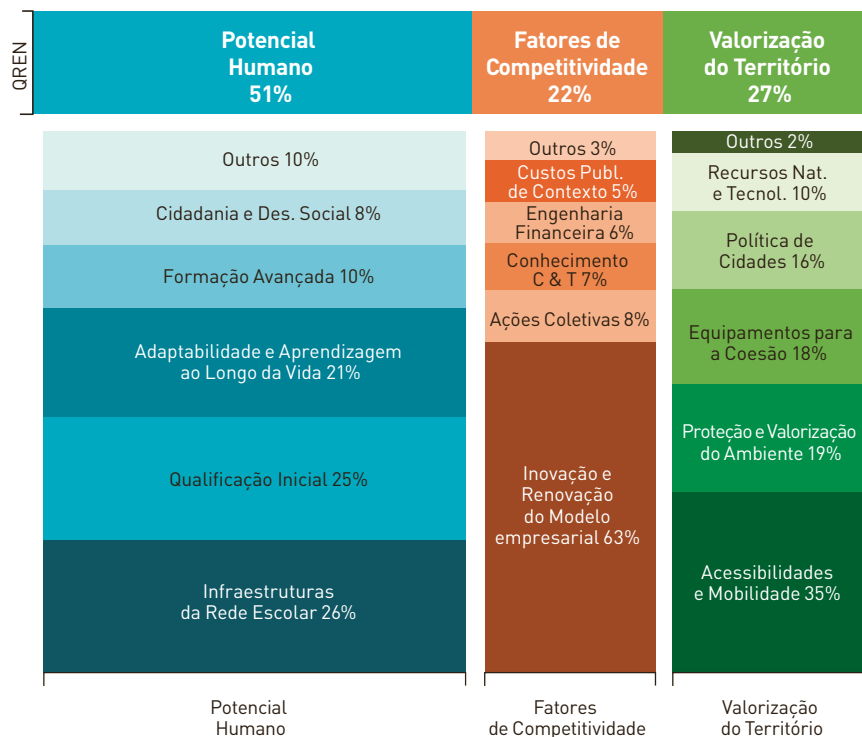 QREN
Potencial
Humano
51%
Fatores de
Competitividade
22%
Valorização
do Território
27%
Outros 10%
Cidadania e Des. Social 8%
Formação Avançada 10%
Adaptabilidade e Aprendizagem
ao Longo da Vida 21%
Qualificação Inicial 25%
Infraestruturas
da Rede Escolar 26%
Outros 3%
Custos Publ.
de Contexto 5%
Engenharia
Financeira 6%
Conhecimento
C & T 7%
Ações Coletivas 8%
Inovação e
Renovação
do Modelo
empresarial 63%
Outros 2%
Recursos Nat.
e Tecnol. 10%
Política de
Cidades 16%
Equipamentos para
a Coesão 18%
Proteção e Valorização
do Ambiente 19%
Acessibilidades
e Mobilidade 35%
Potencial
Humano
Fatores
de Competitividade
Valorização
do Território